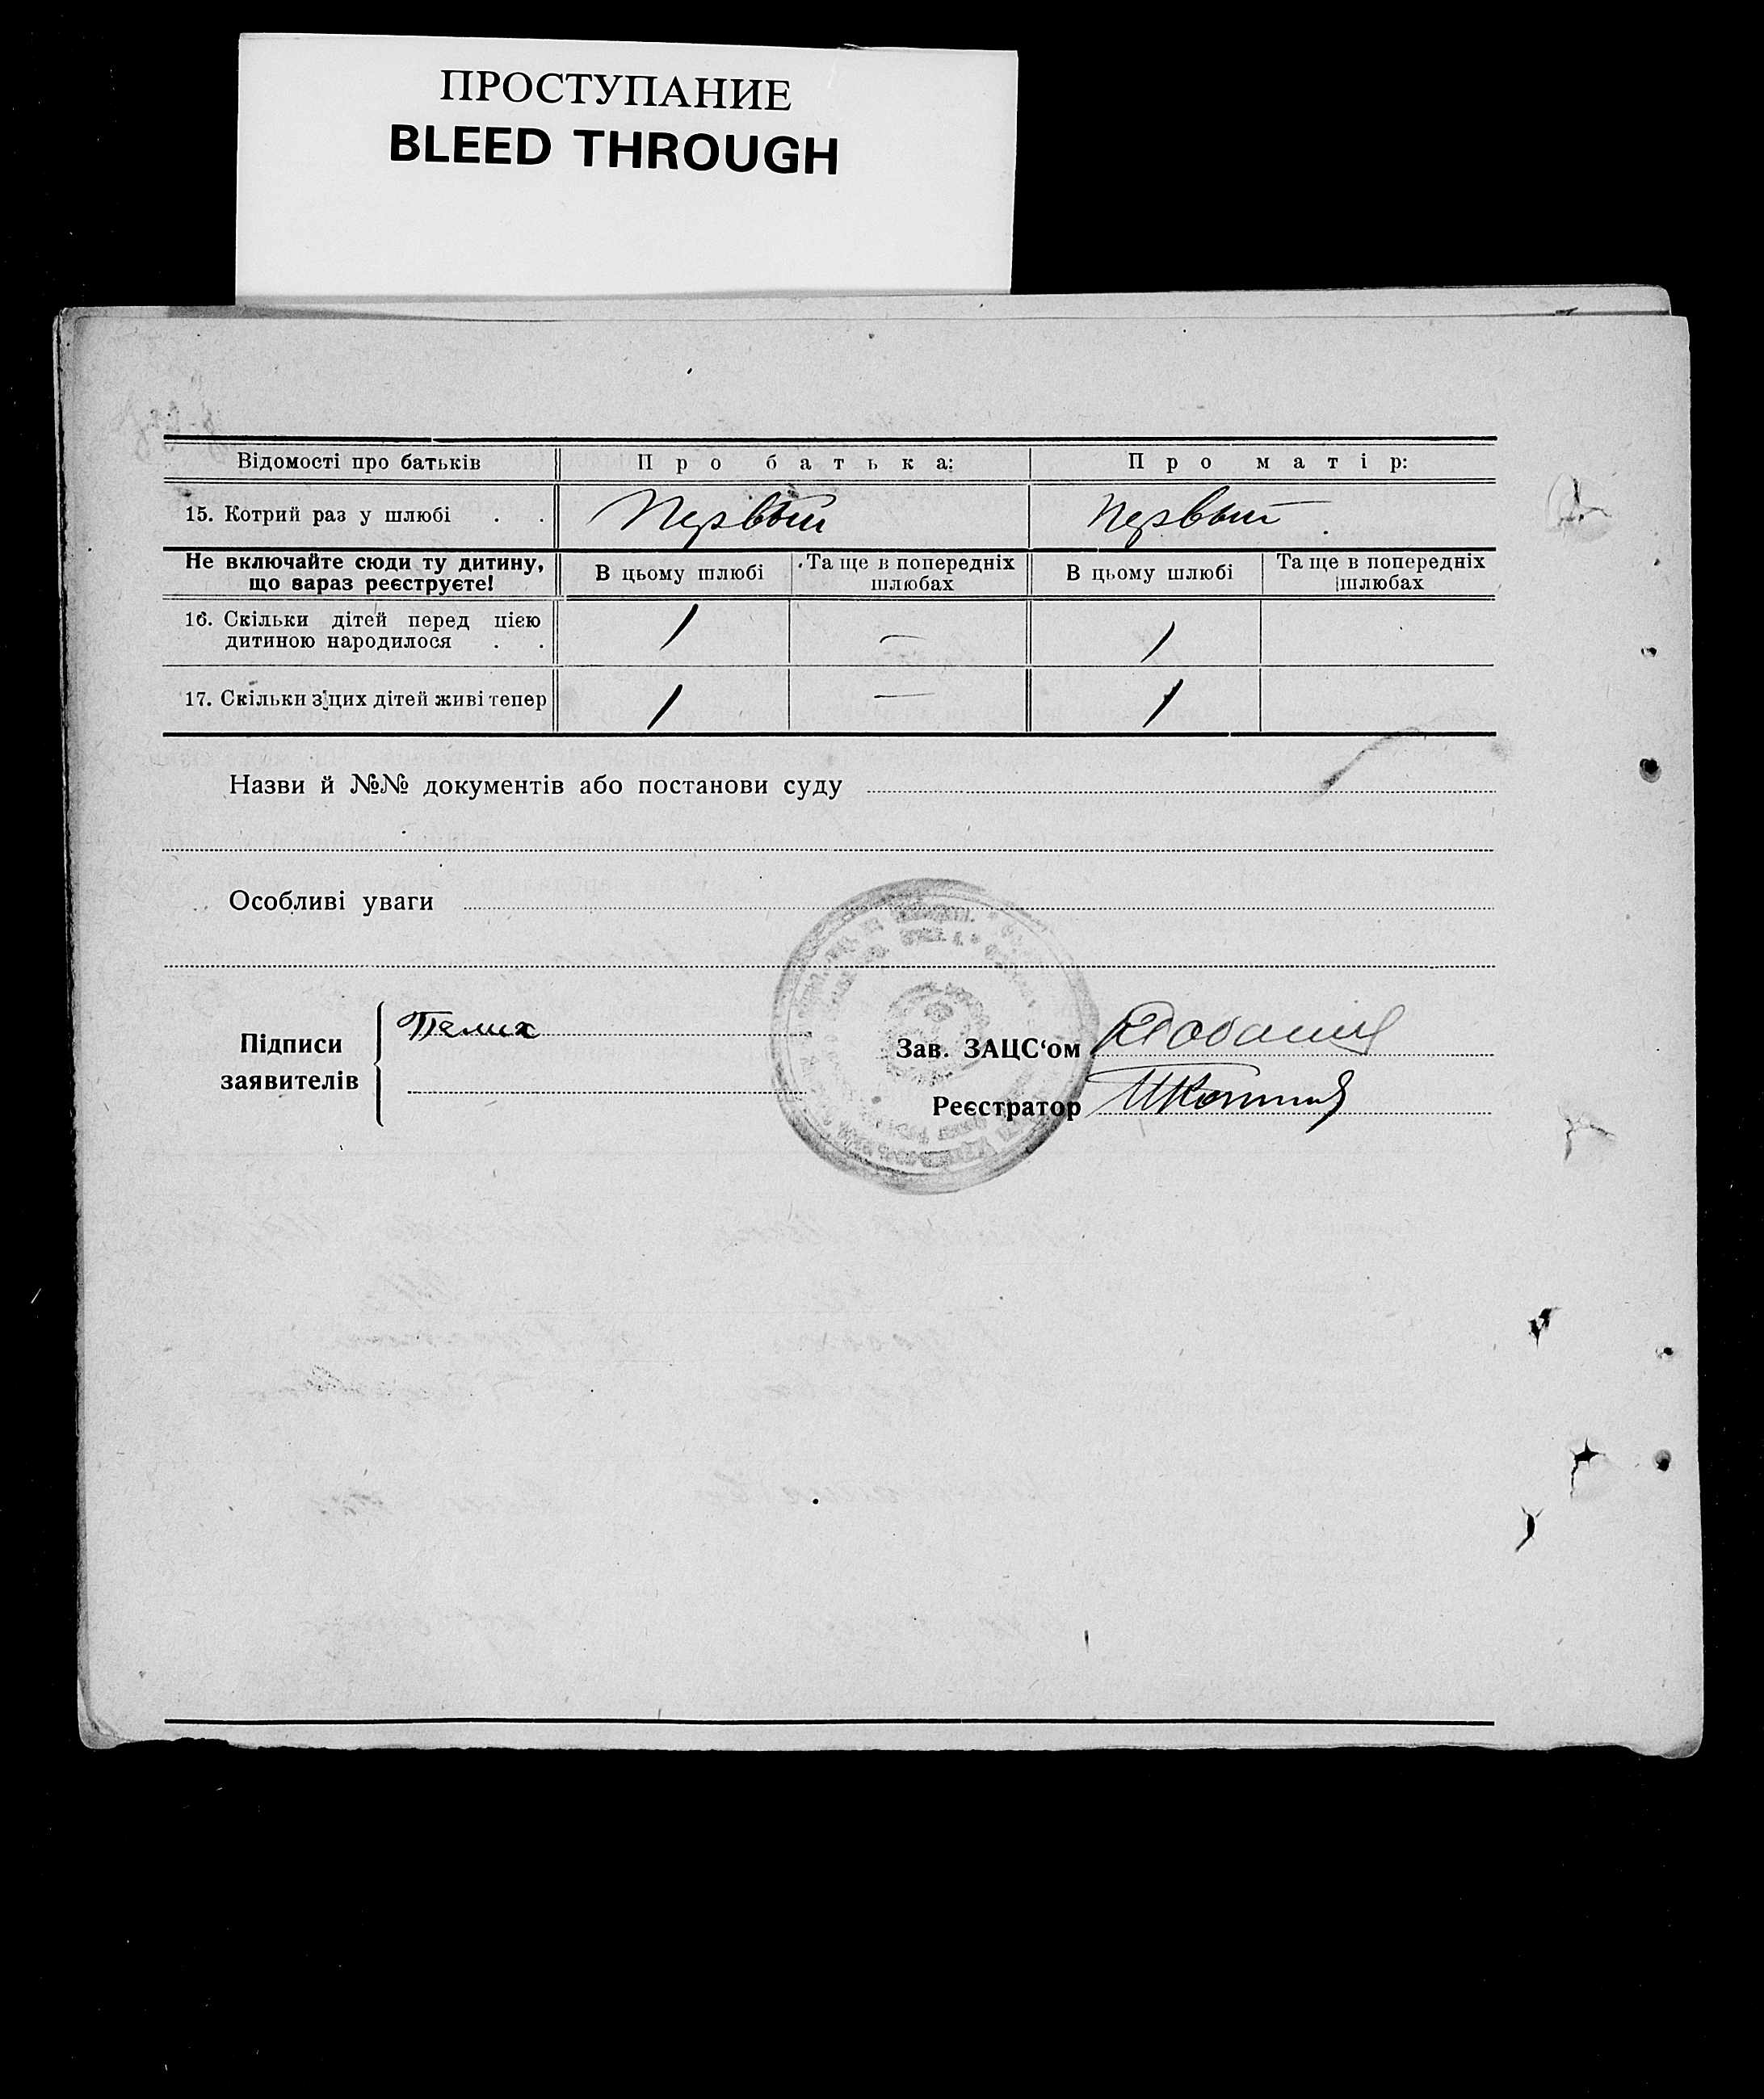 ПРОСТУПАНИЕ
BLEED THROUGH
Відомості про батьків Про батька: Про матір:
15. Котрий раз у шлюбі . . Первый Первый
Не включайте сюди ту дитину, що зараз реєструєте! В цьому шлюбі Та ще в попередніх шлюбах В цьому шлюбі Та ще в попередніх шлюбах
16. Скільки дітей перед цією
дитиною народилося . . 1 — 1
17. Скільки з цих дітей живі тепер 1 — 1
Назви й №№ документів або постанови суду
Особливі уваги
Підписи
заявителів
Зав. ЗАЦС‘ом
Реєстратор